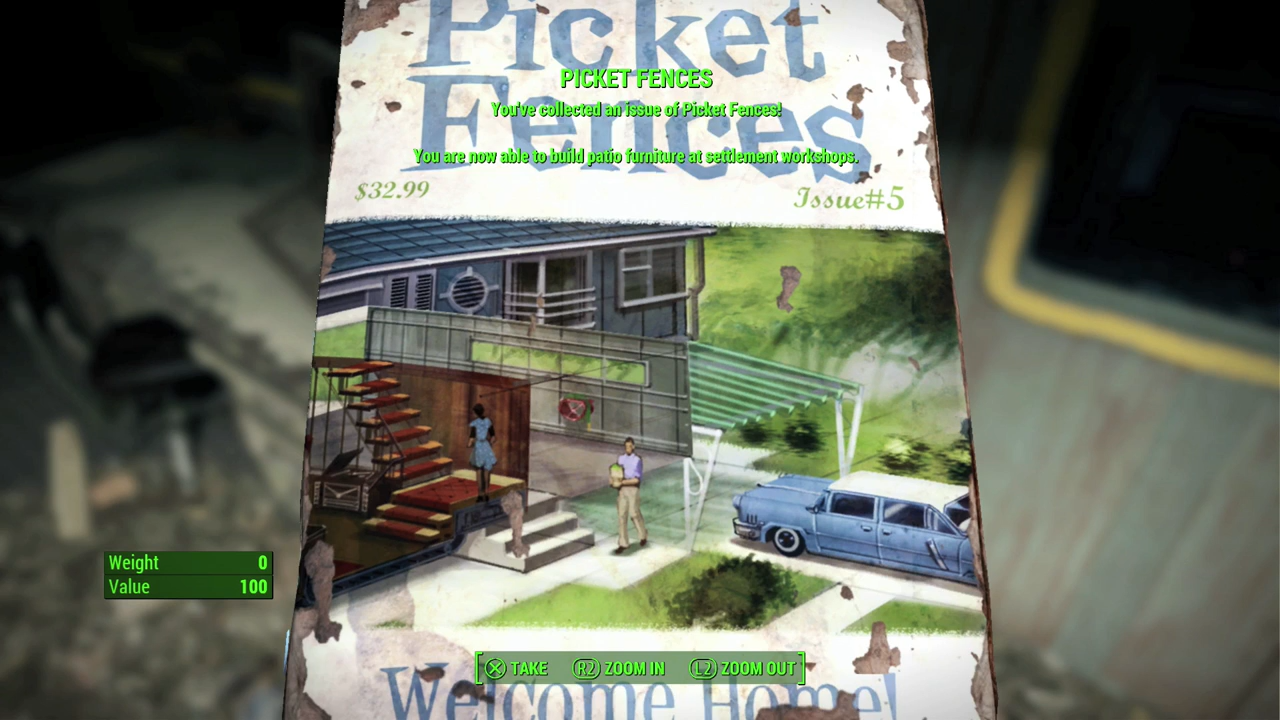 Picket
Fences
PICKET FENCES
You've collected an issue of Picket Fences!
You are now able to build patio furniture at settlement workshops.
$32.99
Issue#5
Weight 0
Value 100
TAKE R2 ZOOM IN L2 ZOOM OUT
Welcome Home!